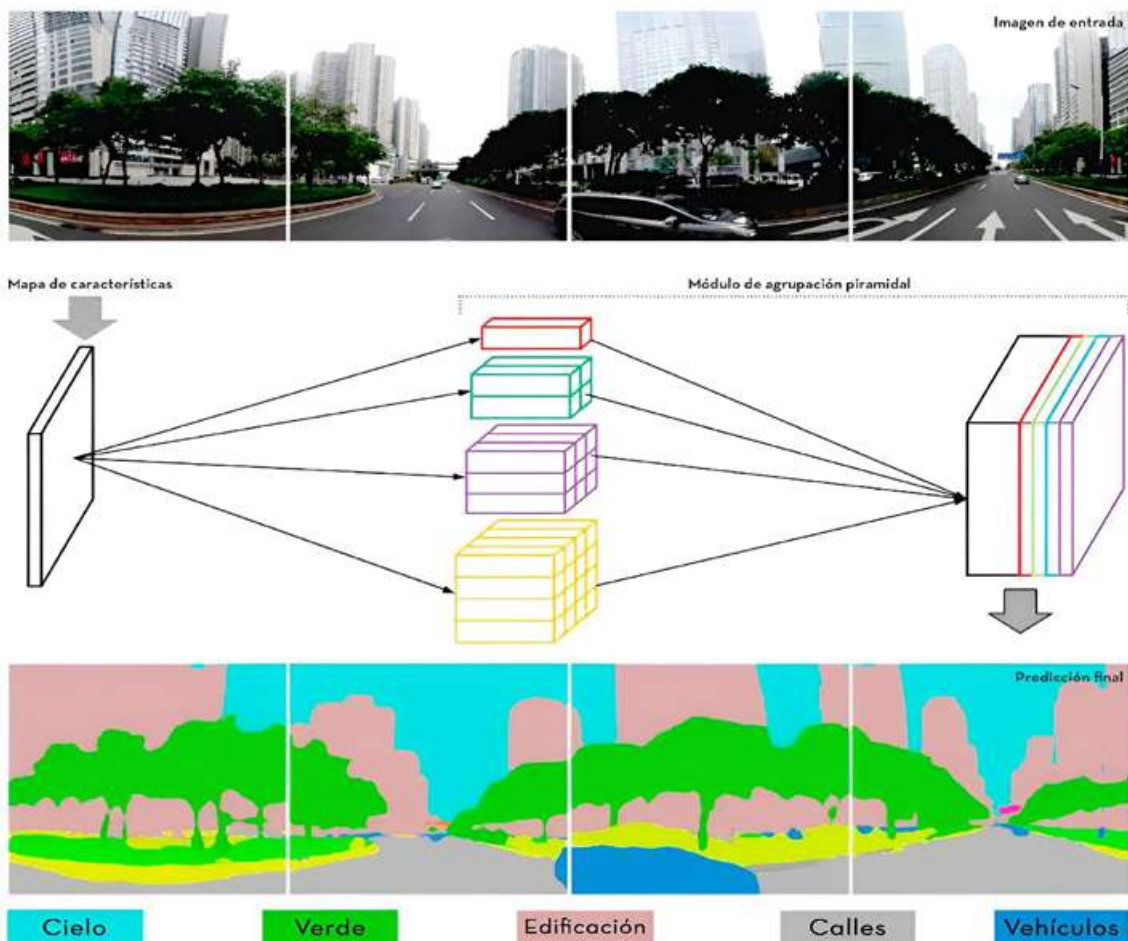 Imagen de entrada
Mapa de características
Módulo de agrupación piramidal
Predicción final
Cielo
Verde
Edificación
Calles
Vehículos